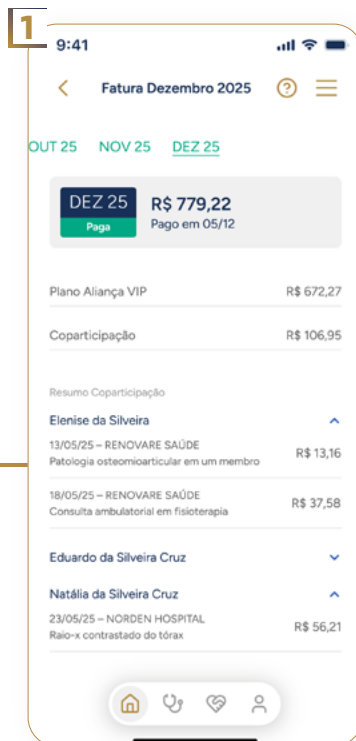 1
9:41
Fatura Dezembro 2025
OUT 25 NOV 25 DEZ 25
DEZ 25
Paga
R$ 779,22
Pago em 05/12
Plano Aliança VIP R$ 672,27
Coparticipação R$ 106,95
Resumo Coparticipação
Elenise da Silveira
13/05/25 – RENOVARE SAÚDE
Patologia osteomioarticular em um membro
R$ 13,16
18/05/25 – RENOVARE SAÚDE
Consulta ambulatorial em fisioterapia
R$ 37,58
Eduardo da Silveira Cruz
Natália da Silveira Cruz
23/05/25 – NORDEN HOSPITAL
Raio-x contrastado do tórax
R$ 56,21